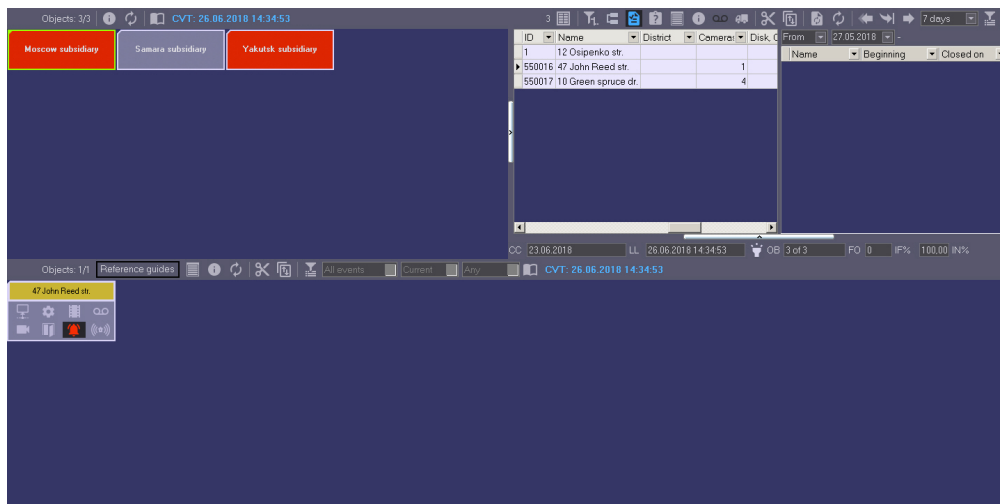 Objects: 3/3 CVT: 26.06.2018 14:34:53
3 7 days
Moscow subsidiary Samara subsidiary Yakutsk subsidiary
ID Name District Camera: Disk,
1 12 Osipenko str.
550016 47 John Reed str. 1
550017 10 Green spruce dr. 4
From 27.05.2018 -
Name Beginning Closed on
CC 23.06.2018 LL 26.06.2018 14:34:53 OB 3 of 3 FO 0 IF% 100,00 IN%
Objects: 1/1 Reference guides All events Current Any CVT: 26.06.2018 14:34:53
47 John Reed str.